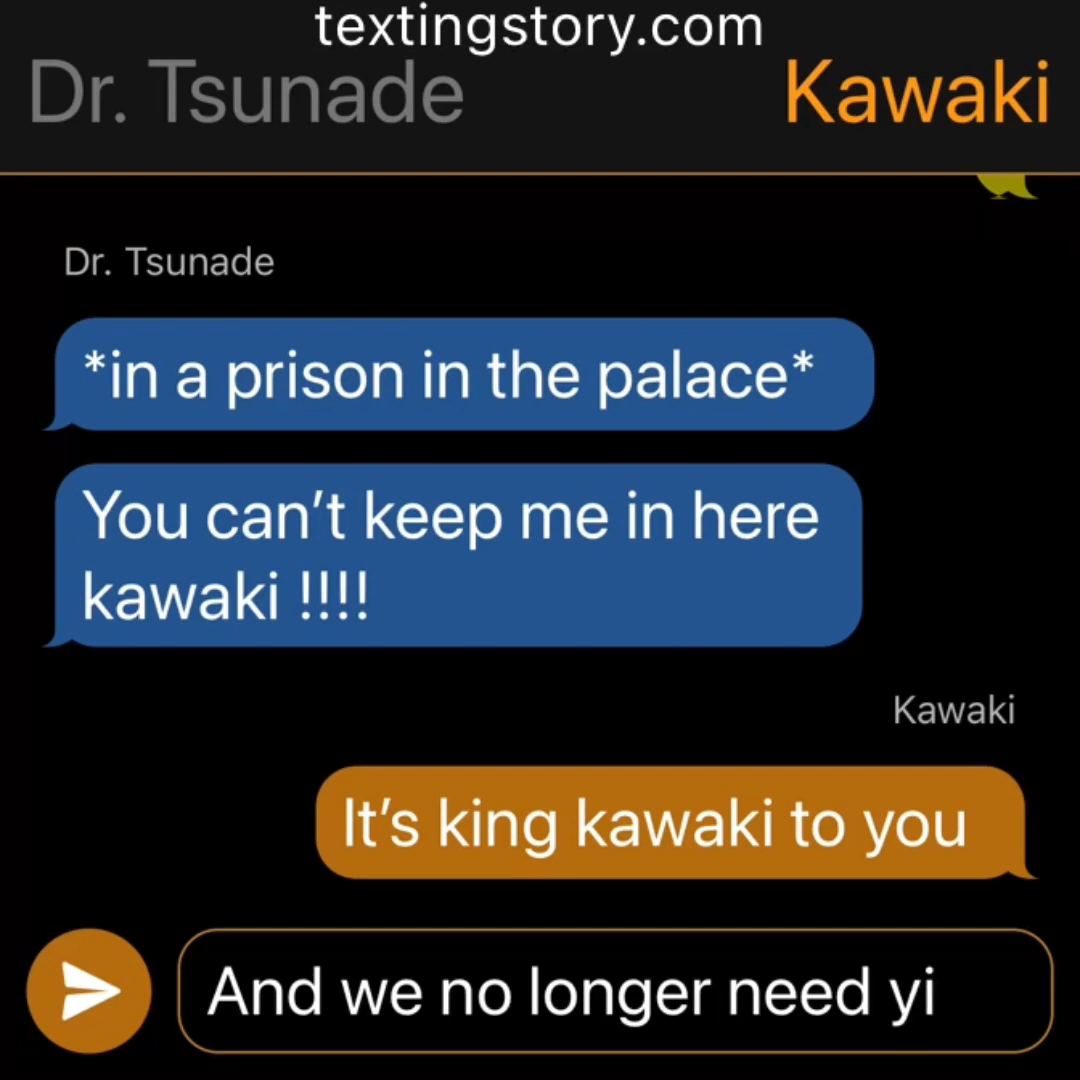 textingstory.com
Dr. Tsunade
Kawaki
Dr. Tsunade
*in a prison in the palace*
You can’t keep me in here
kawaki !!!!
Kawaki
It’s king kawaki to you
And we no longer need yi